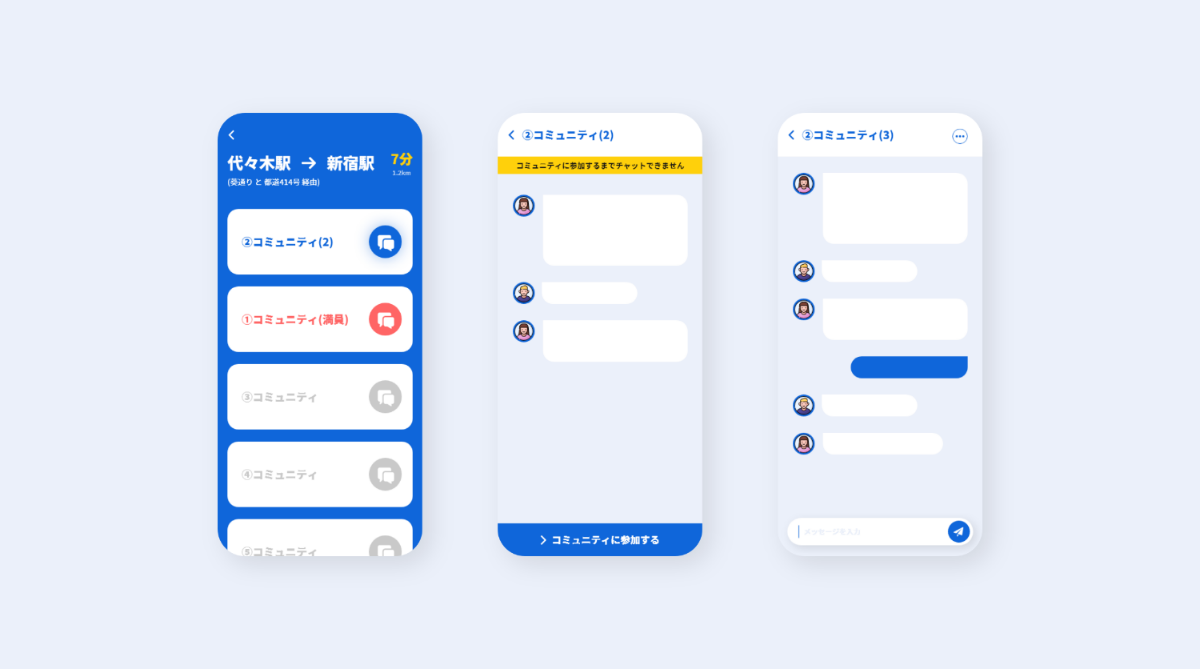 代々木駅 → 新宿駅
7分
1.2km
(葵通り と 都道414号 経由)
②コミュニティ(2)
①コミュニティ(満員)
③コミュニティ
④コミュニティ
⑤コミュニティ
②コミュニティ(2)
コミュニティに参加するまでチャットできません
コミュニティに参加する
②コミュニティ(3)
メッセージを入力